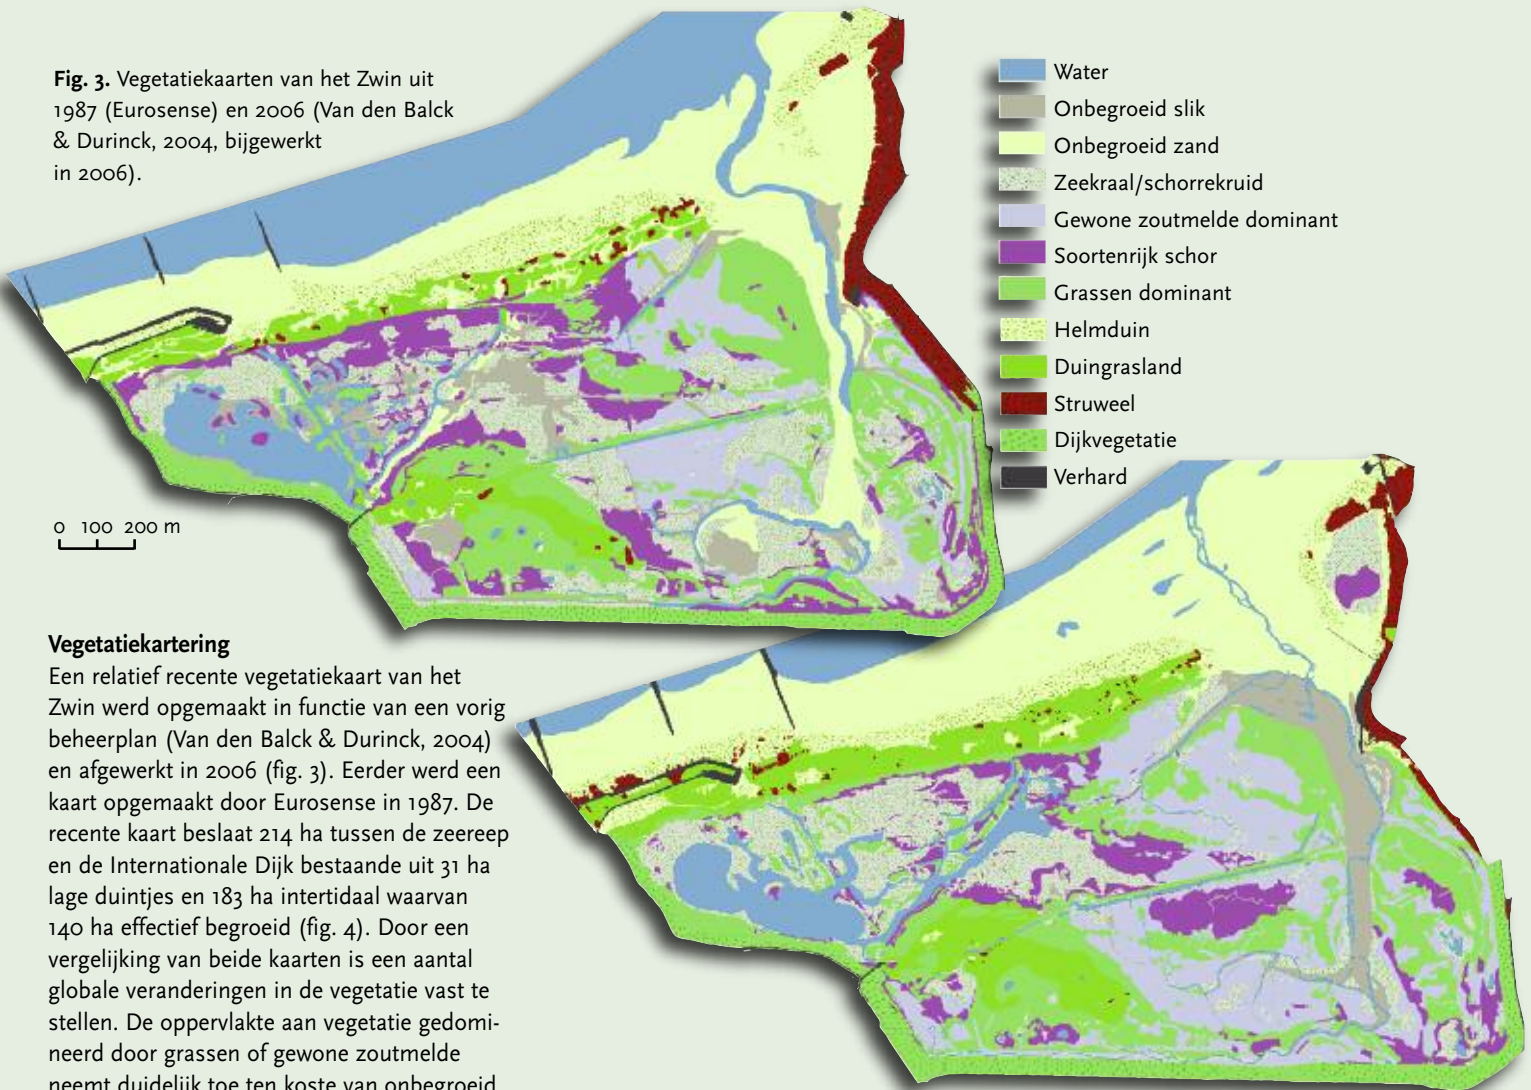 Fig. 3. Vegetatiekaarten van het Zwin uit
1987 (Eurosense) en 2006 (Van den Balck
& Durinck, 2004, bijgewerkt
in 2006).
Water
Onbegroeid slik
Onbegroeid zand
Zeekraal/schorrekruid
Gewone zoutmelde dominant
Soortenrijk schor
Grassen dominant
Helmduin
Duingrasland
Struweel
Dijkvegetatie
Verhard
0 100 200 m
Vegetatiekartering
Een relatief recente vegetatiekaart van het
Zwin werd opgemaakt in functie van een vorig
beheerplan (Van den Balck & Durinck, 2004)
en afgewerkt in 2006 (fig. 3). Eerder werd een
kaart opgemaakt door Eurosense in 1987. De
recente kaart beslaat 214 ha tussen de zeereep
en de Internationale Dijk bestaande uit 31 ha
lage duintjes en 183 ha intertidaal waarvan
140 ha effectief begroeid (fig. 4). Door een
vergelijking van beide kaarten is een aantal
globale veranderingen in de vegetatie vast te
stellen. De oppervlakte aan vegetatie gedomi-
neerd door grassen of gewone zoutmelde
neemt duidelijk toe ten koste van onbegroeid